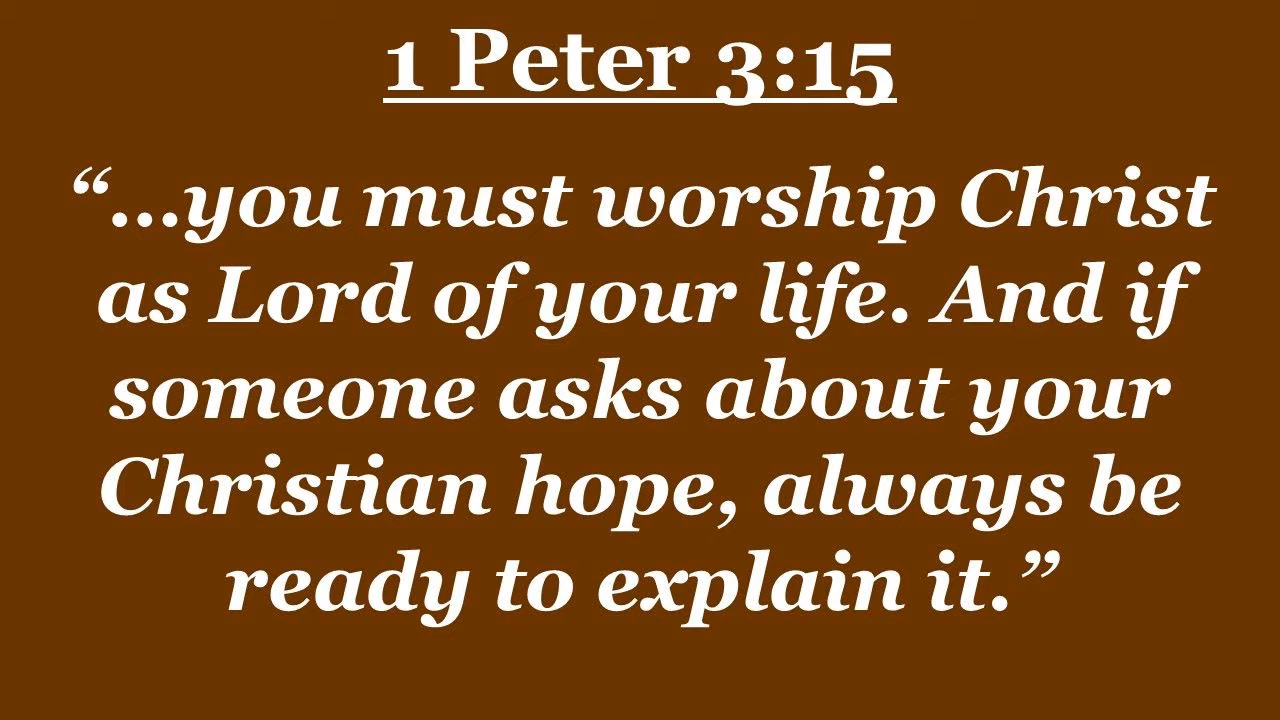 1 Peter 3:15
“...you must worship Christ
as Lord of your life. And if
someone asks about your
Christian hope, always be
ready to explain it.”